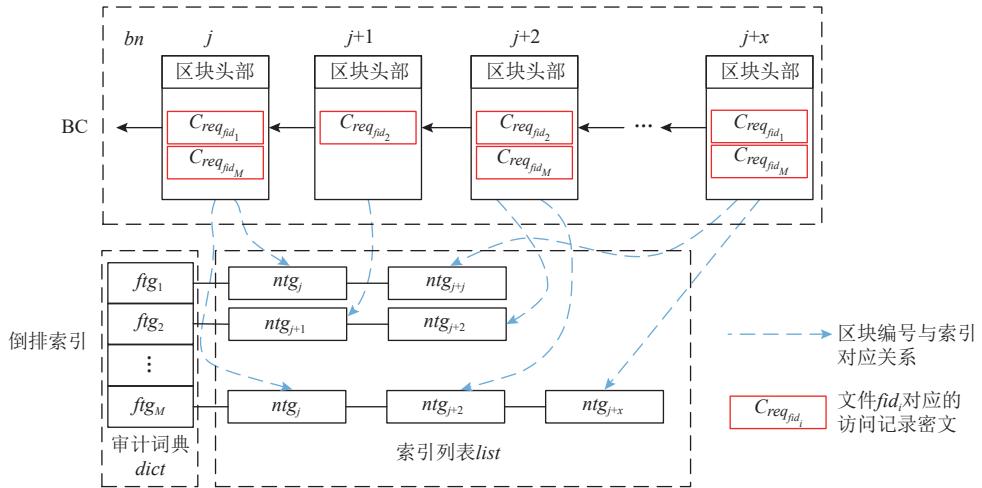 bn j j+1 j+2 j+x
区块头部 区块头部 区块头部 区块头部
BC
C_{req_{fid_1}} C_{req_{fid_2}} C_{req_{fid_2}} ... C_{req_{fid_1}}
C_{req_{fid_M}} C_{req_{fid_M}} C_{req_{fid_M}}
ftg_1 ntg_j ntg_{j+j}
ftg_2 ntg_{j+1} ntg_{j+2}
倒排索引
⋮
ftg_M ntg_j ntg_{j+2} ntg_{j+x}
审计词典
dict
索引列表list
区块编号与索引
对应关系
C_{req_{fid_i}}
文件fid_i对应的
访问记录密文